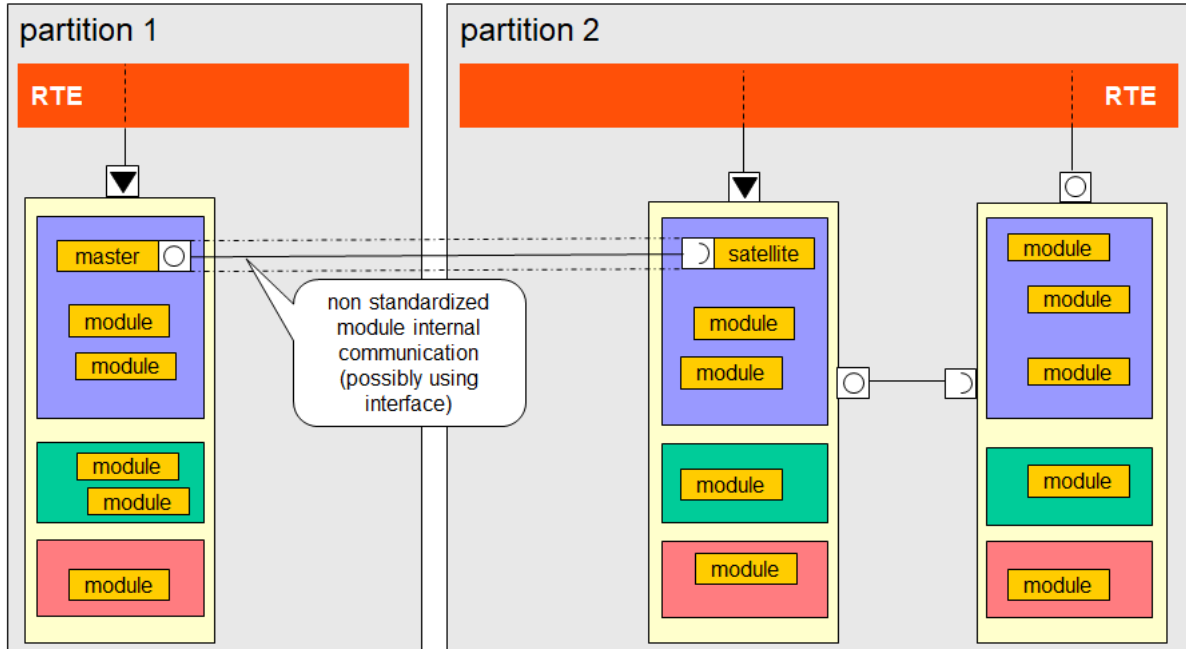 partition 1
partition 2
RTE
RTE
master
satellite
module
module
module
module
module
module
module
module
module
module
module
module
module
module
non standardized
module internal
communication
(possibly using
interface)